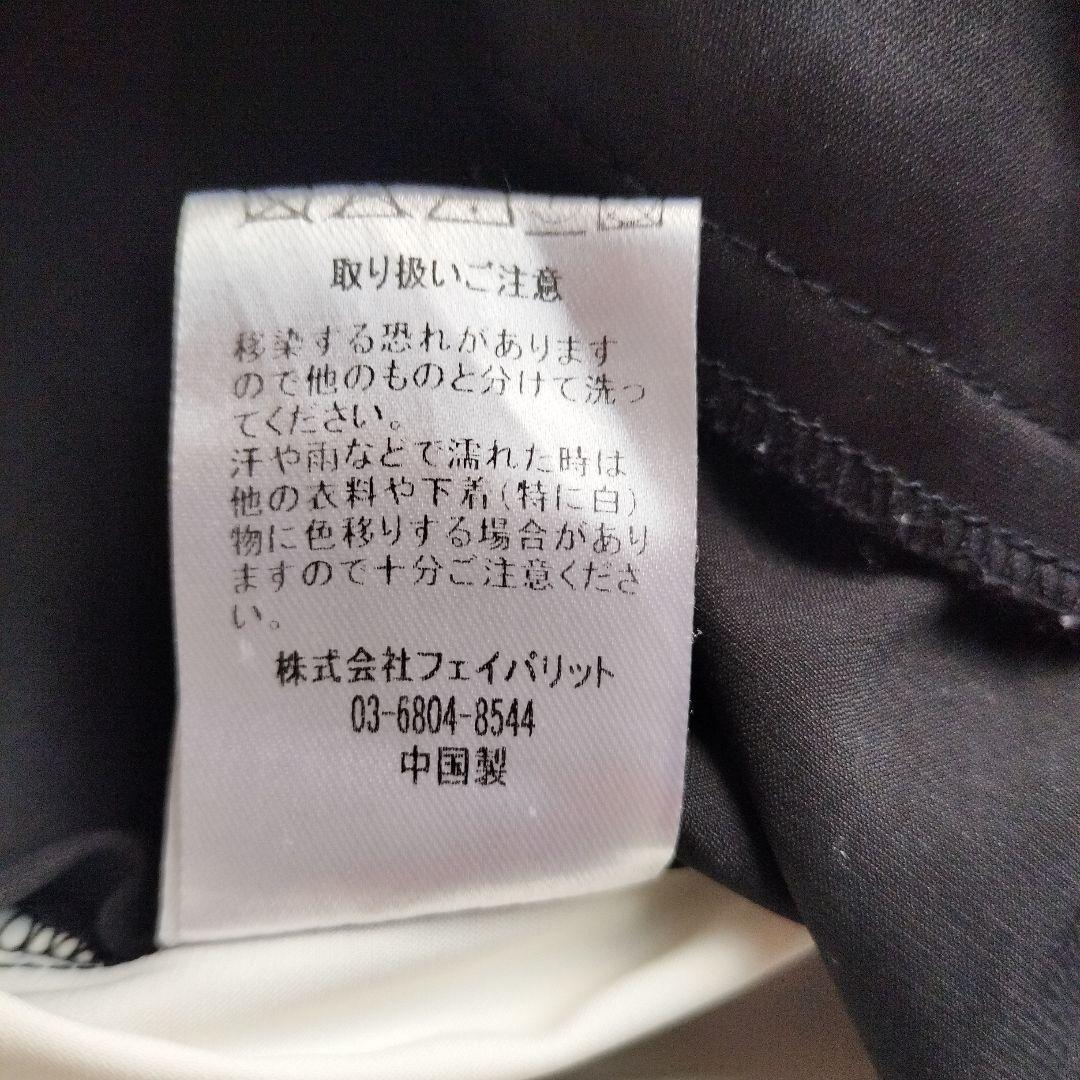 取り扱いご注意
移染する恐れがあります
ので他のものと分けて洗っ
てください。
汗や雨などで濡れた時は
他の衣料や下着(特に白)
物に色移りする場合があり
ますので十分ご注意くださ
い。
株式会社フェイバリット
03-6804-8544
中国製